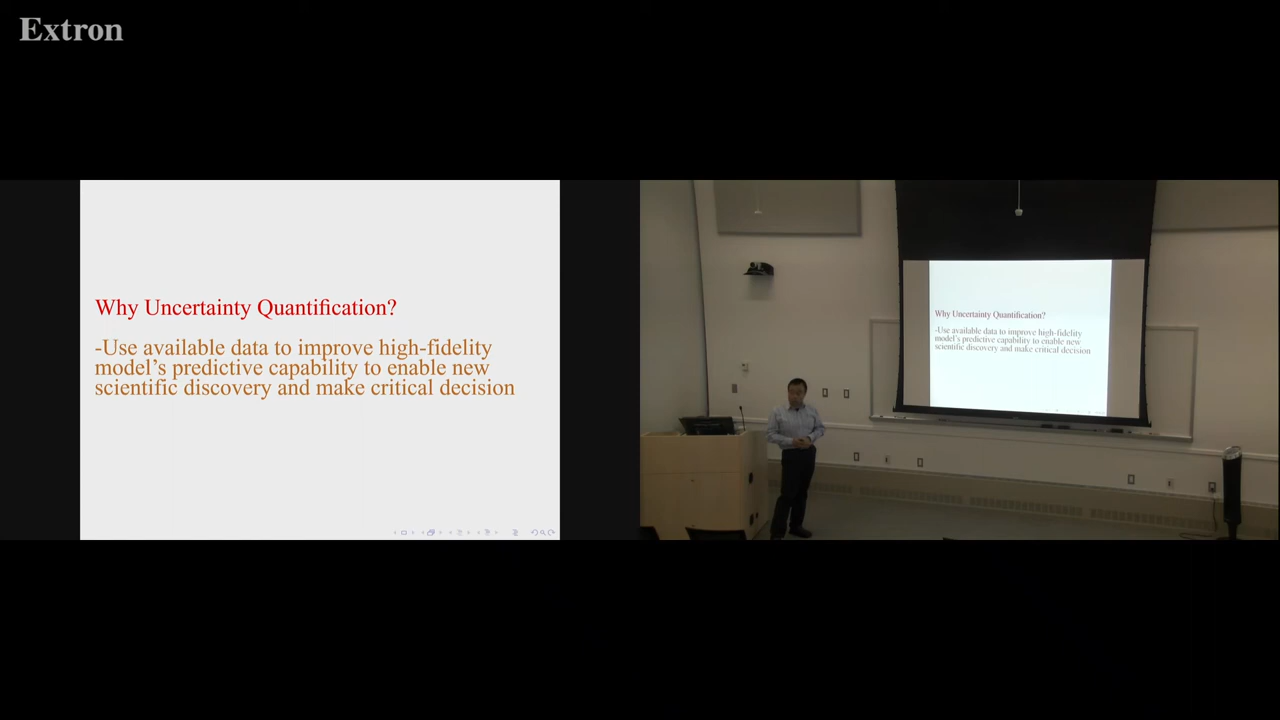 Extron
Why Uncertainty Quantification?
-Use available data to improve high-fidelity
model's predictive capability to enable new
scientific discovery and make critical decision
Why Uncertainty Quantification?
-Use available data to improve high-fidelity
model's predictive capability to enable new
scientific discovery and make critical decision